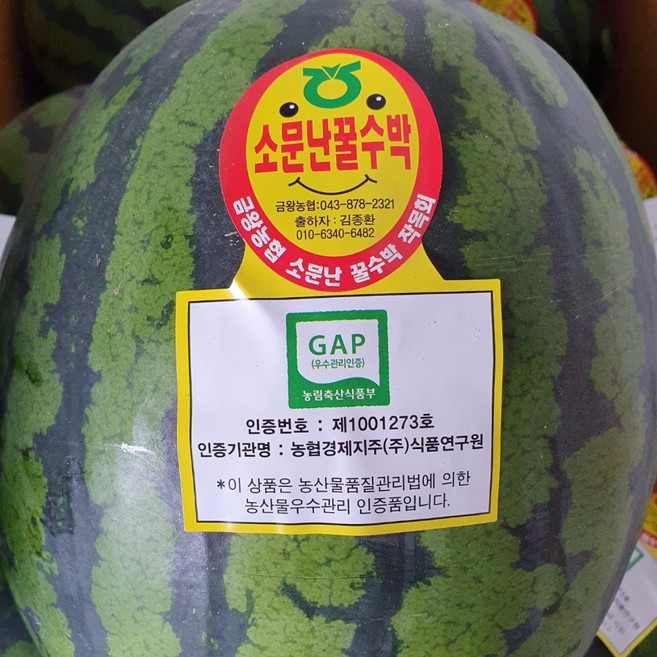 소문난꿀수박
금왕농협:043-878-2321
출하자 : 김종환
010-6340-6482
금왕농협 소문난 꿀수박 작목회
GAP
(우수관리인증)
농림축산식품부
인증번호 : 제1001273호
인증기관명 : 농협경제지주(주)식품연구원
*이 상품은 농산물품질관리법에 의한
농산물우수관리 인증품입니다.